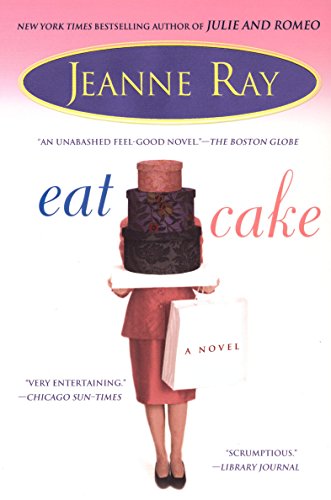 NEW YORK TIMES BESTSELLING AUTHOR OF JULIE AND ROMEO
JEANNE RAY
"AN UNABASHED FEEL-GOOD NOVEL."—THE BOSTON GLOBE
eat
cake
A NOVEL
"VERY ENTERTAINING."
—CHICAGO SUN-TIMES
"SCRUMPTIOUS."
—LIBRARY JOURNAL